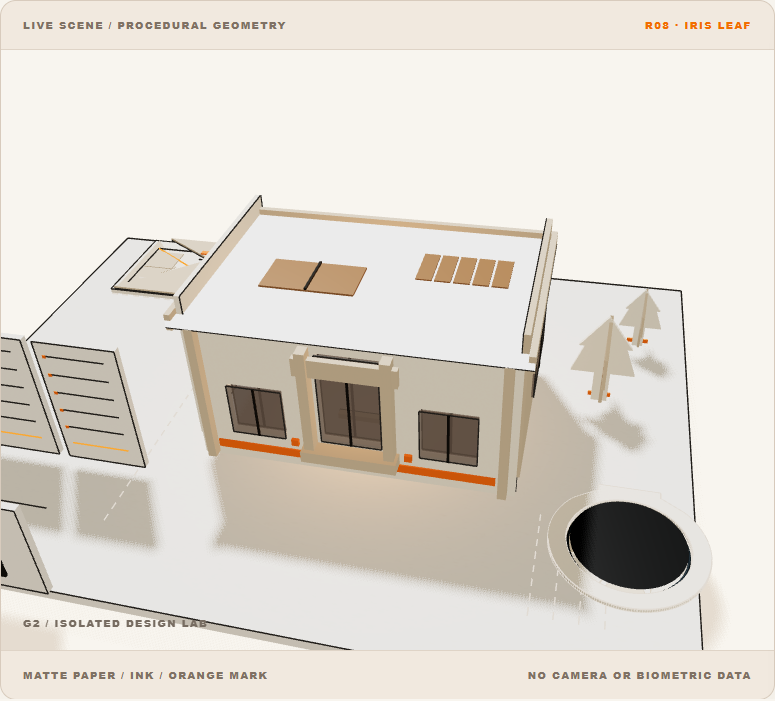 LIVE SCENE / PROCEDURAL GEOMETRY
R08 · IRIS LEAF
G2 / ISOLATED DESIGN LAB
MATTE PAPER / INK / ORANGE MARK
NO CAMERA OR BIOMETRIC DATA